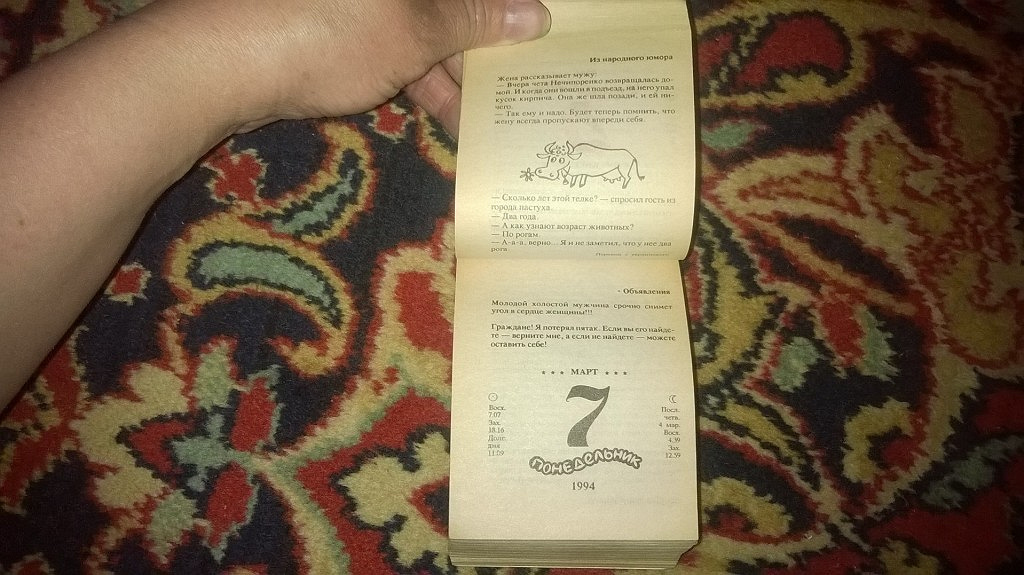 Из народного юмора
Жена рассказывает мужу:
— Вчера чета Нечипоренко возвращалась до-
мой. И когда они вошли в подъезд, на него упал
кусок кирпича. Она же шла позади, и ей ни-
чего.
— Так ему и надо. Будет теперь помнить, что
жену всегда пропускают впереди себя.
— Сколько лет этой телке? — спросил гость из
города пастуха.
— Два года.
— А как узнают возраст животных?
— По рогам.
— А-а-а, верно... Я и не заметил, что у нее два
рога.
Объявления
Молодой холостой мужчина срочно снимет
угол в сердце женщины!!!
Граждане! Я потерял пятак. Если вы его найде-
те — верните мне, а если не найдете — можете
оставить себе!
* * * МАРТ * * *
7
ПОНЕДЕЛЬНИК
1994
Восх.
7.07
Зах.
18.16
Долг.
дня
11.09
Посл.
четв.
4 мар.
Восх.
4.39
Зах.
12.59